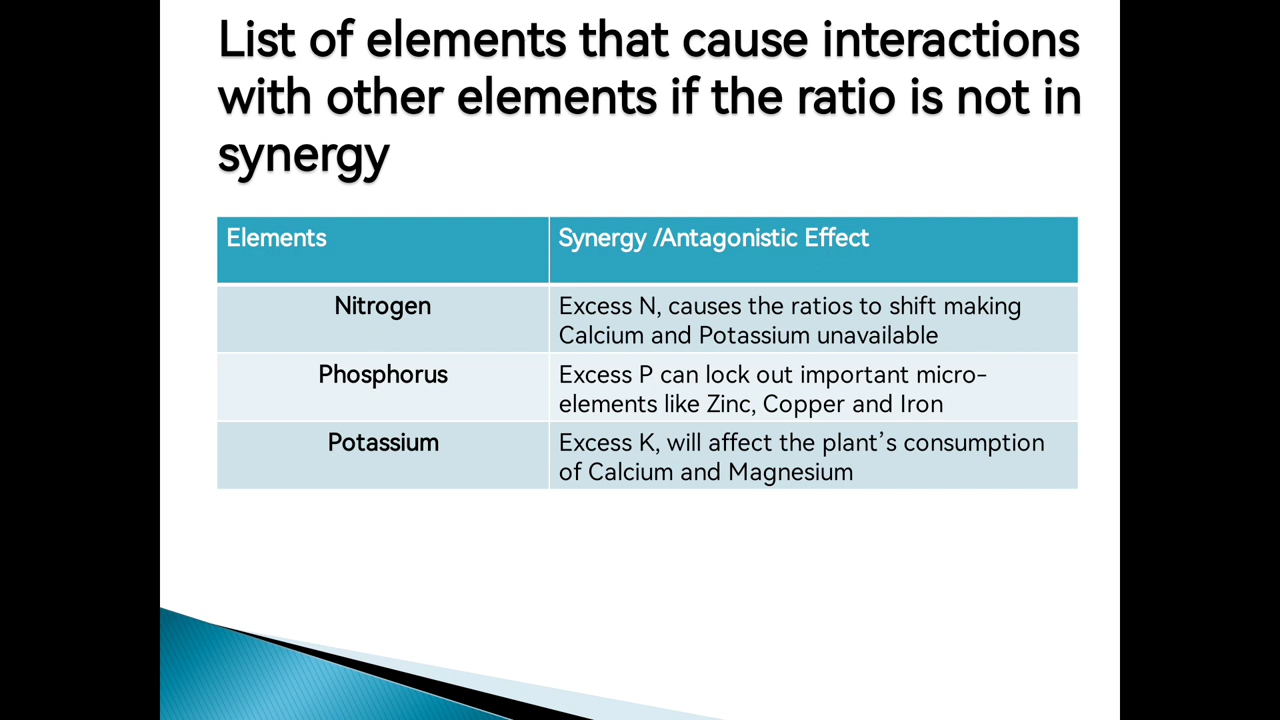 List of elements that cause interactions
with other elements if the ratio is not in
synergy
Elements
Synergy /Antagonistic Effect
Nitrogen
Excess N, causes the ratios to shift making
Calcium and Potassium unavailable
Phosphorus
Excess P can lock out important micro-
elements like Zinc, Copper and Iron
Potassium
Excess K, will affect the plant’s consumption
of Calcium and Magnesium